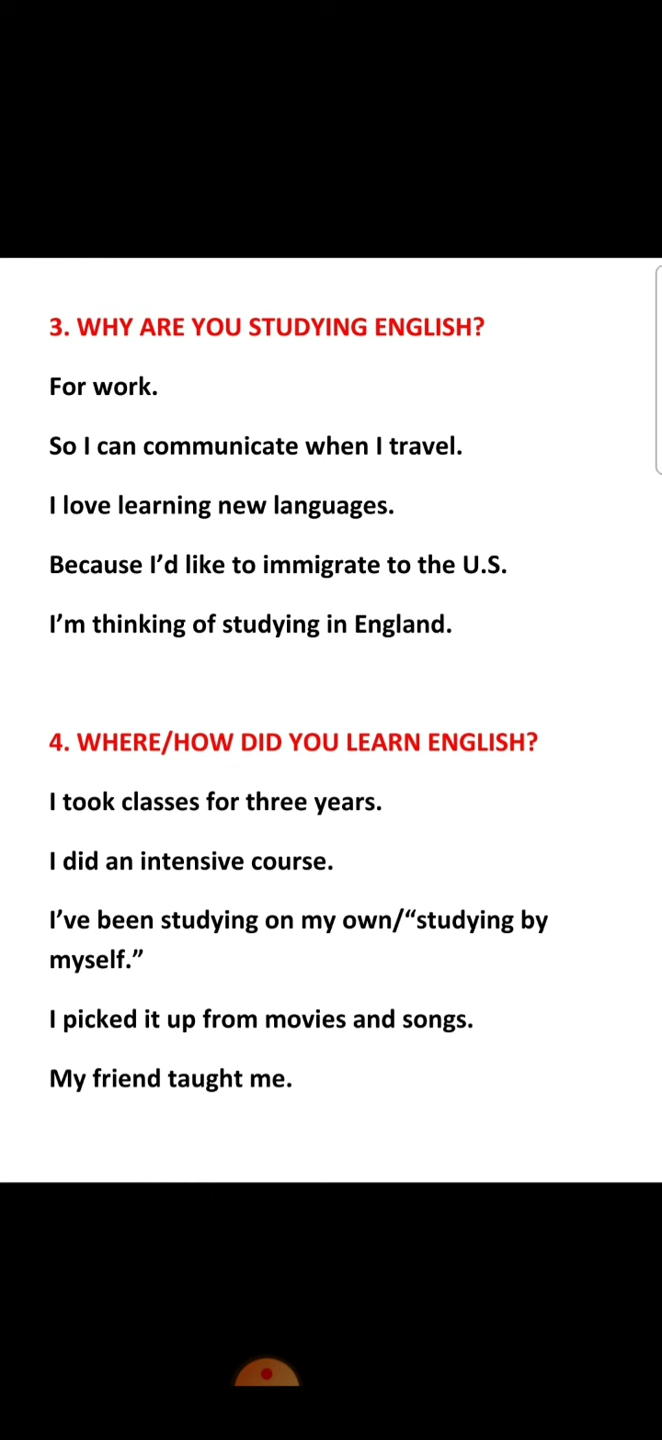 3. WHY ARE YOU STUDYING ENGLISH?
For work.
So I can communicate when I travel.
I love learning new languages.
Because I’d like to immigrate to the U.S.
I’m thinking of studying in England.
4. WHERE/HOW DID YOU LEARN ENGLISH?
I took classes for three years.
I did an intensive course.
I’ve been studying on my own/“studying by
myself.”
I picked it up from movies and songs.
My friend taught me.